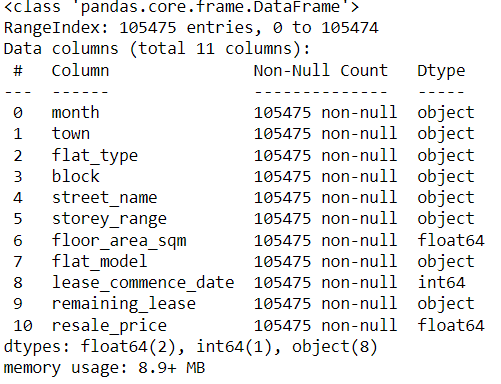 <class 'pandas.core.frame.DataFrame'>
RangeIndex: 105475 entries, 0 to 105474
Data columns (total 11 columns):
 #   Column               Non-Null Count   Dtype
---  ------               --------------   -----
 0   month                105475 non-null  object
 1   town                 105475 non-null  object
 2   flat_type            105475 non-null  object
 3   block                105475 non-null  object
 4   street_name          105475 non-null  object
 5   storey_range         105475 non-null  object
 6   floor_area_sqm       105475 non-null  float64
 7   flat_model           105475 non-null  object
 8   lease_commence_date  105475 non-null  int64
 9   remaining_lease      105475 non-null  object
 10  resale_price         105475 non-null  float64
dtypes: float64(2), int64(1), object(8)
memory usage: 8.9+ MB